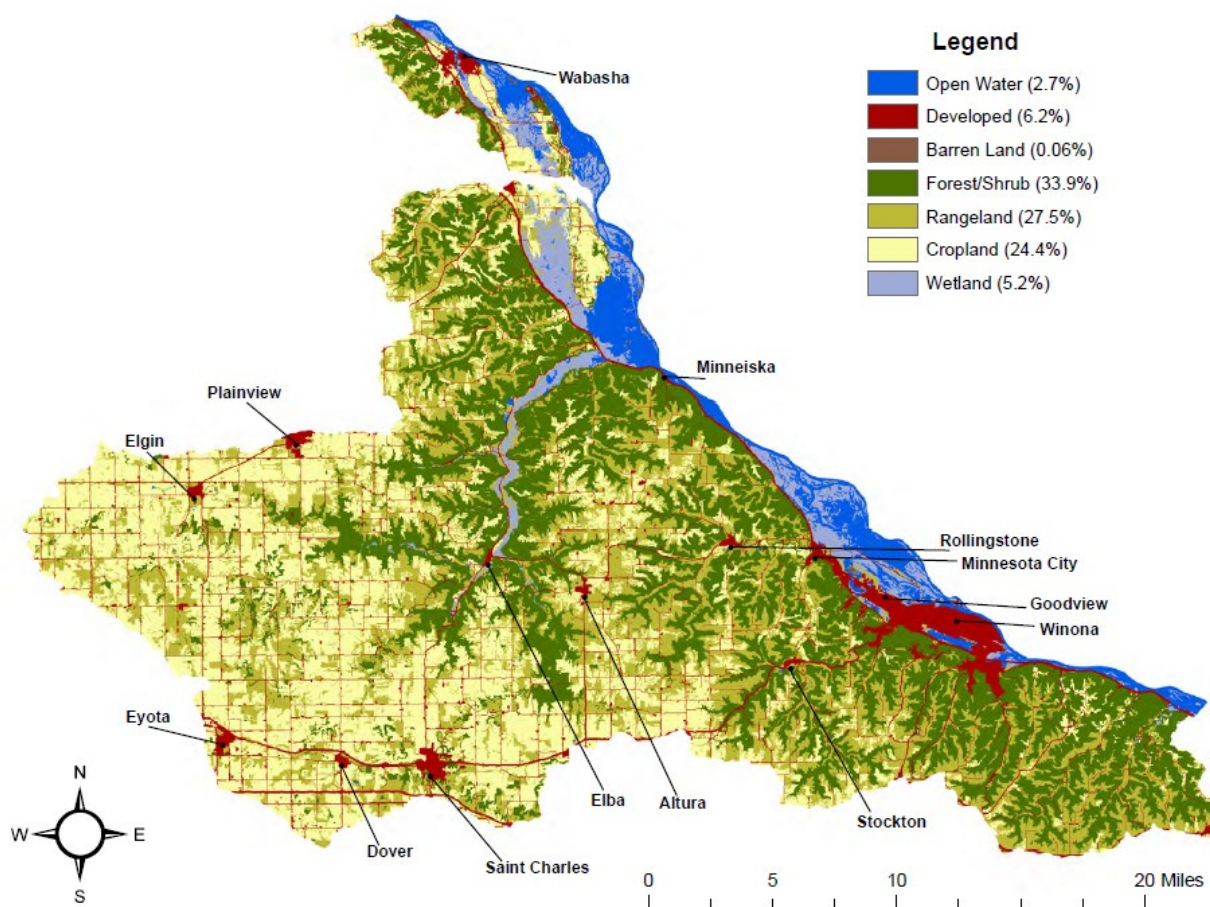 Legend
Open Water (2.7%)
Developed (6.2%)
Barren Land (0.06%)
Forest/Shrub (33.9%)
Rangeland (27.5%)
Cropland (24.4%)
Wetland (5.2%)
Wabasha
Minneiska
Plainview
Elgin
Rollingstone
Minnesota City
Goodview
Winona
Eyota
Elba
Altura
Stockton
Dover
Saint Charles
N
W E
S
0 5 10 20 Miles